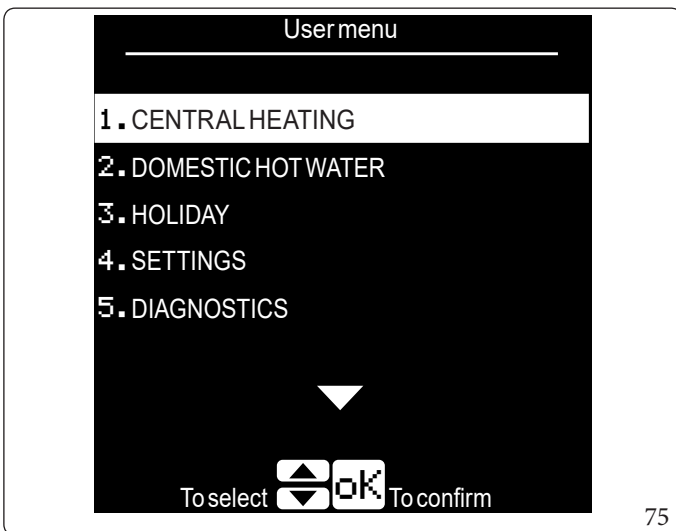 User menu
1. CENTRAL HEATING
2. DOMESTIC HOT WATER
3. HOLIDAY
4. SETTINGS
5. DIAGNOSTICS
To select oK To confirm
75